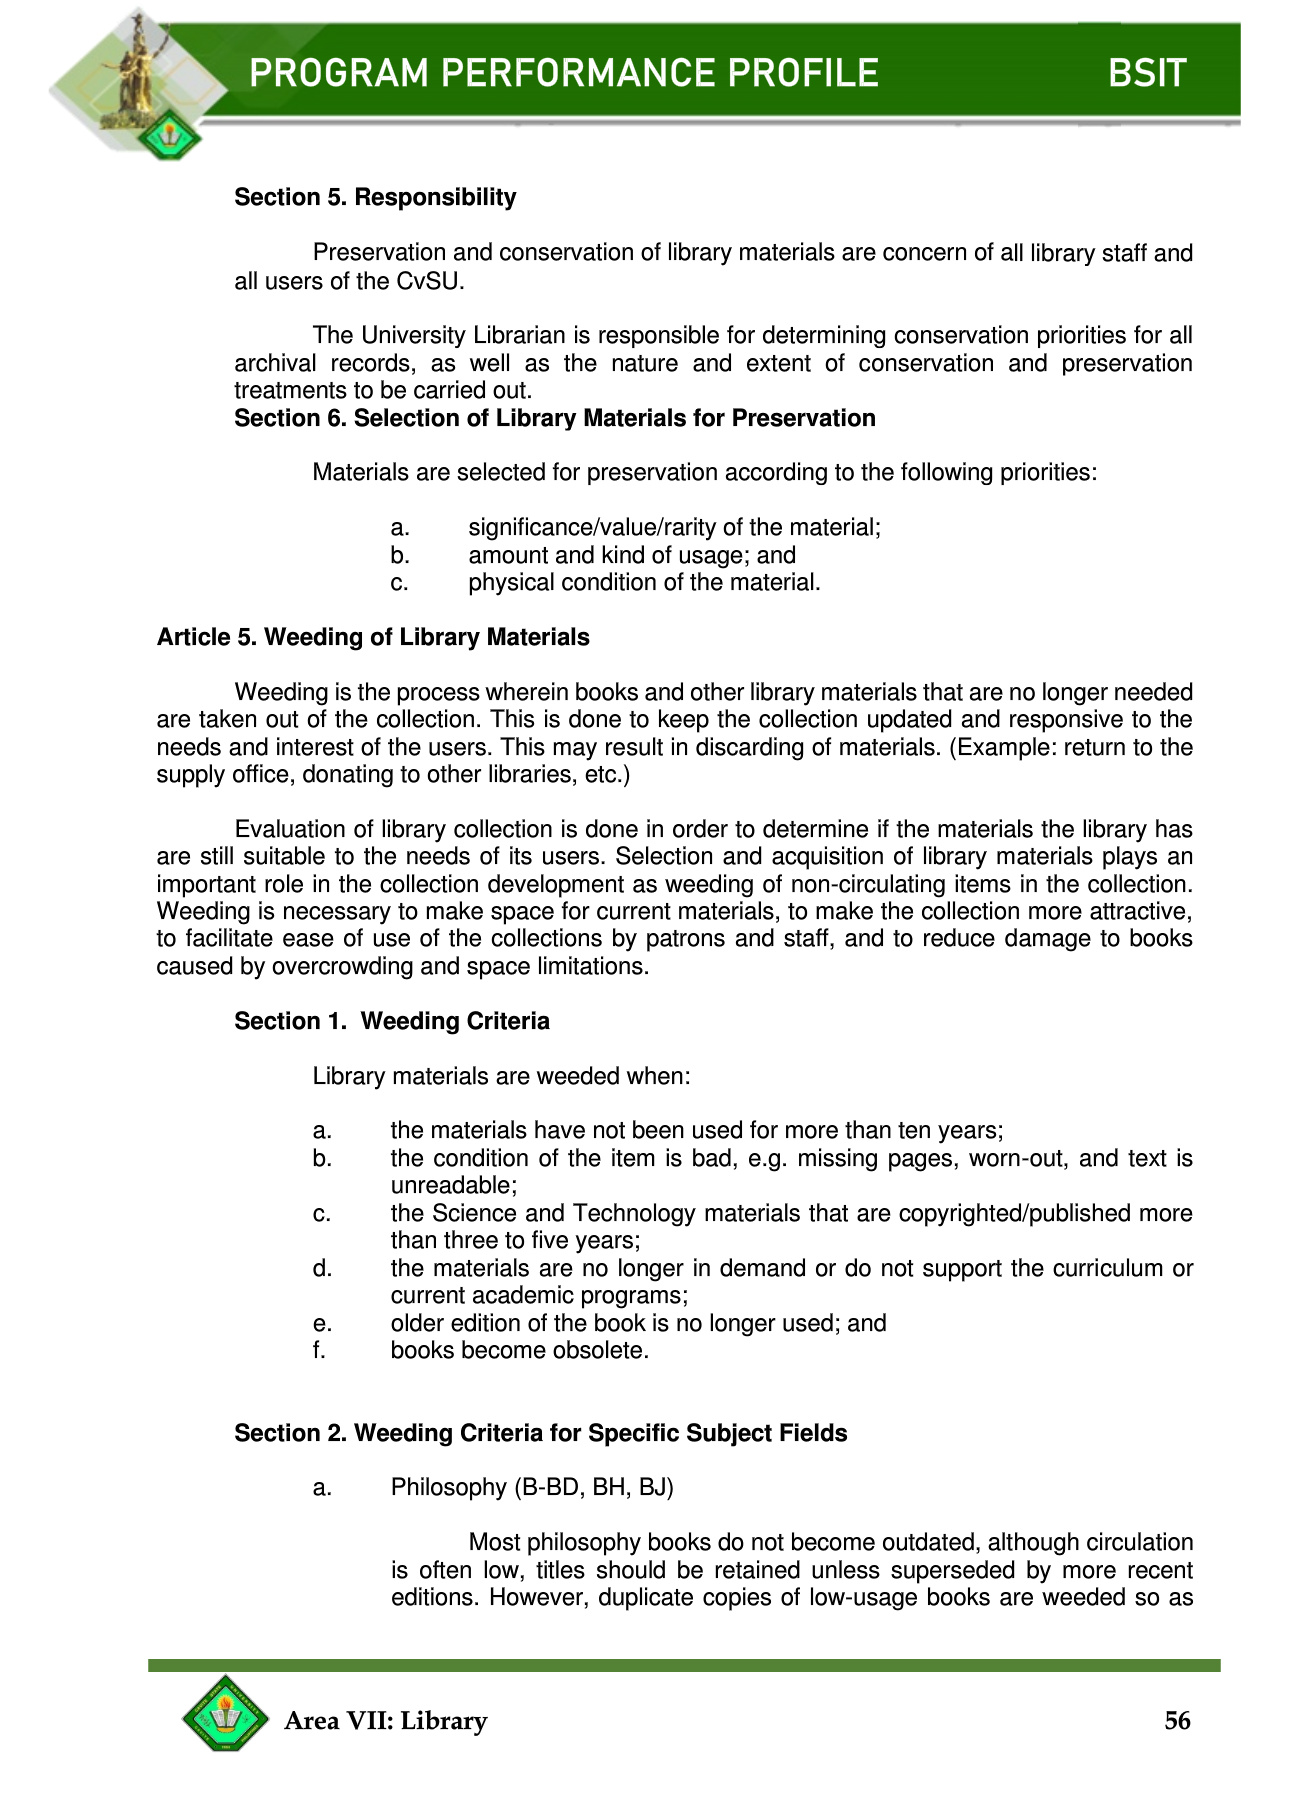 PROGRAM PERFORMANCE PROFILE BSIT
Section 5. Responsibility
Preservation and conservation of library materials are concern of all library staff and
all users of the CvSU.
The University Librarian is responsible for determining conservation priorities for all
archival records, as well as the nature and extent of conservation and preservation
treatments to be carried out.
Section 6. Selection of Library Materials for Preservation
Materials are selected for preservation according to the following priorities:
a. significance/value/rarity of the material;
b. amount and kind of usage; and
c. physical condition of the material.
Article 5. Weeding of Library Materials
Weeding is the process wherein books and other library materials that are no longer needed
are taken out of the collection. This is done to keep the collection updated and responsive to the
needs and interest of the users. This may result in discarding of materials. (Example: return to the
supply office, donating to other libraries, etc.)
Evaluation of library collection is done in order to determine if the materials the library has
are still suitable to the needs of its users. Selection and acquisition of library materials plays an
important role in the collection development as weeding of non-circulating items in the collection.
Weeding is necessary to make space for current materials, to make the collection more attractive,
to facilitate ease of use of the collections by patrons and staff, and to reduce damage to books
caused by overcrowding and space limitations.
Section 1. Weeding Criteria
Library materials are weeded when:
a. the materials have not been used for more than ten years;
b. the condition of the item is bad, e.g. missing pages, worn-out, and text is
unreadable;
c. the Science and Technology materials that are copyrighted/published more
than three to five years;
d. the materials are no longer in demand or do not support the curriculum or
current academic programs;
e. older edition of the book is no longer used; and
f. books become obsolete.
Section 2. Weeding Criteria for Specific Subject Fields
a. Philosophy (B-BD, BH, BJ)
Most philosophy books do not become outdated, although circulation
is often low, titles should be retained unless superseded by more recent
editions. However, duplicate copies of low-usage books are weeded so as
Area VII: Library 56